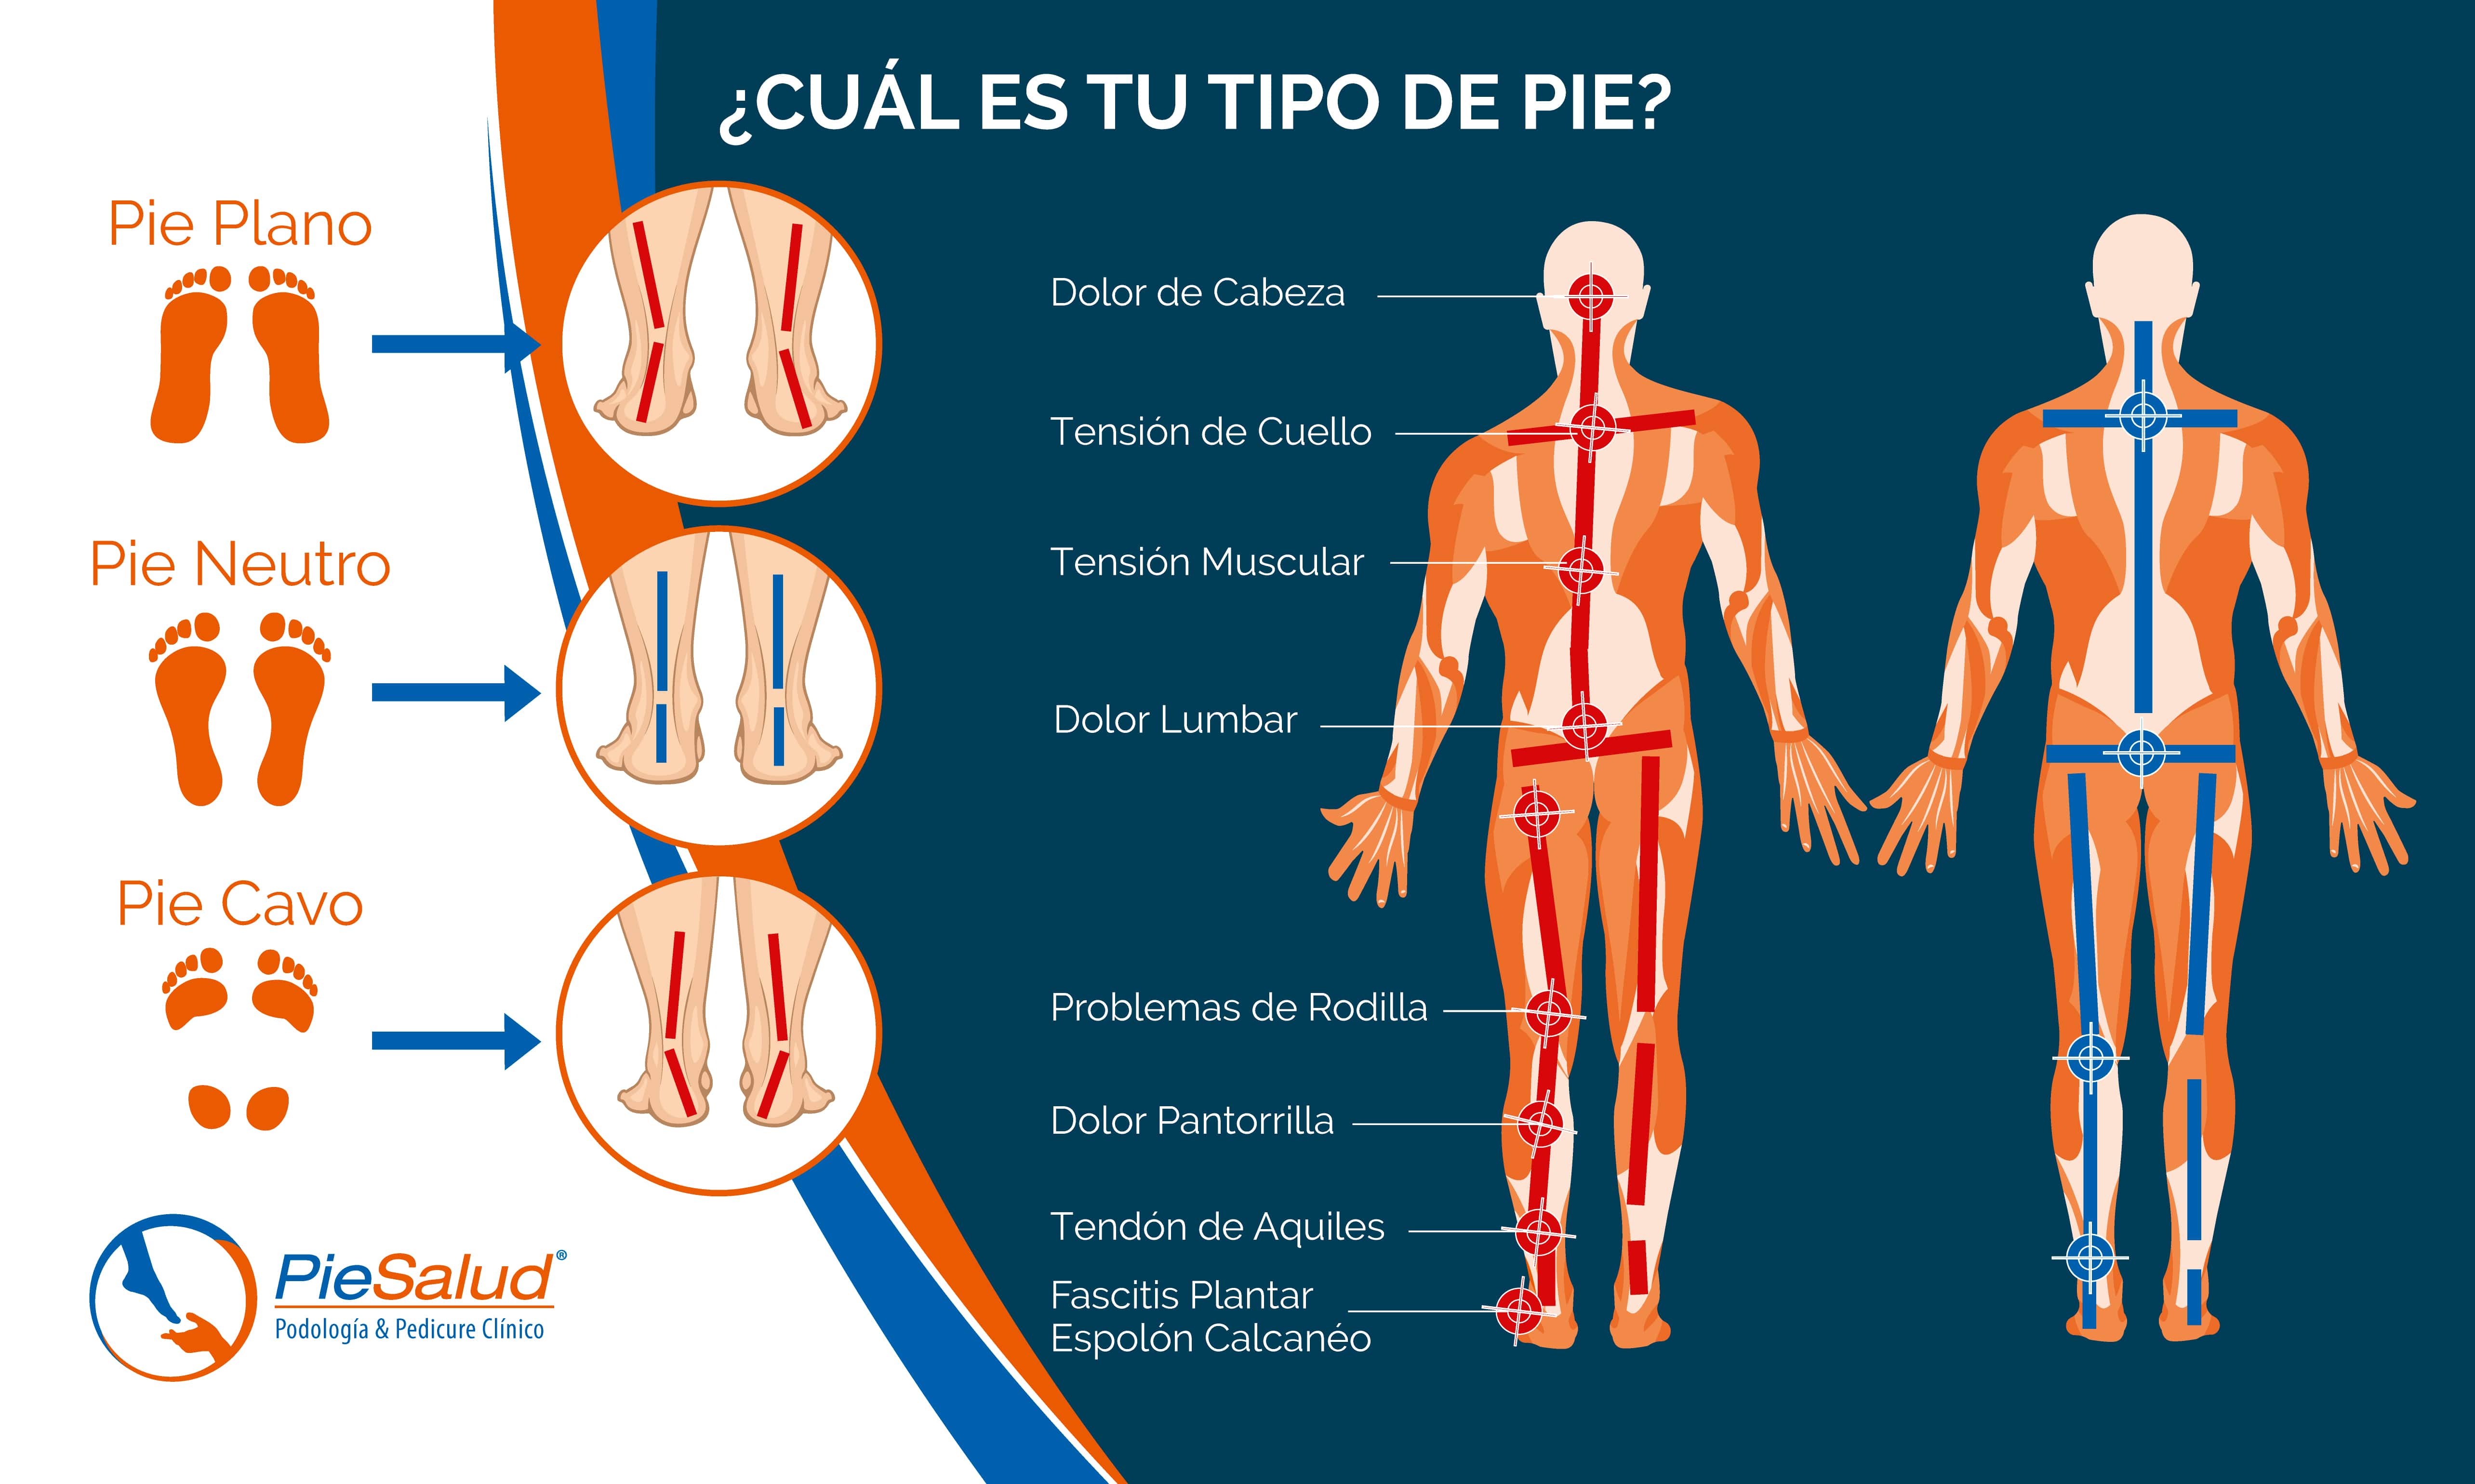 ¿CUÁL ES TU TIPO DE PIE?
Pie Plano
Pie Neutro
Pie Cavo
Dolor de Cabeza
Tensión de Cuello
Tensión Muscular
Dolor Lumbar
Problemas de Rodilla
Dolor Pantorrilla
Tendón de Aquiles
Fascitis Plantar
Espolón Calcanéo
PieSalud®
Podología & Pedicure Clínico